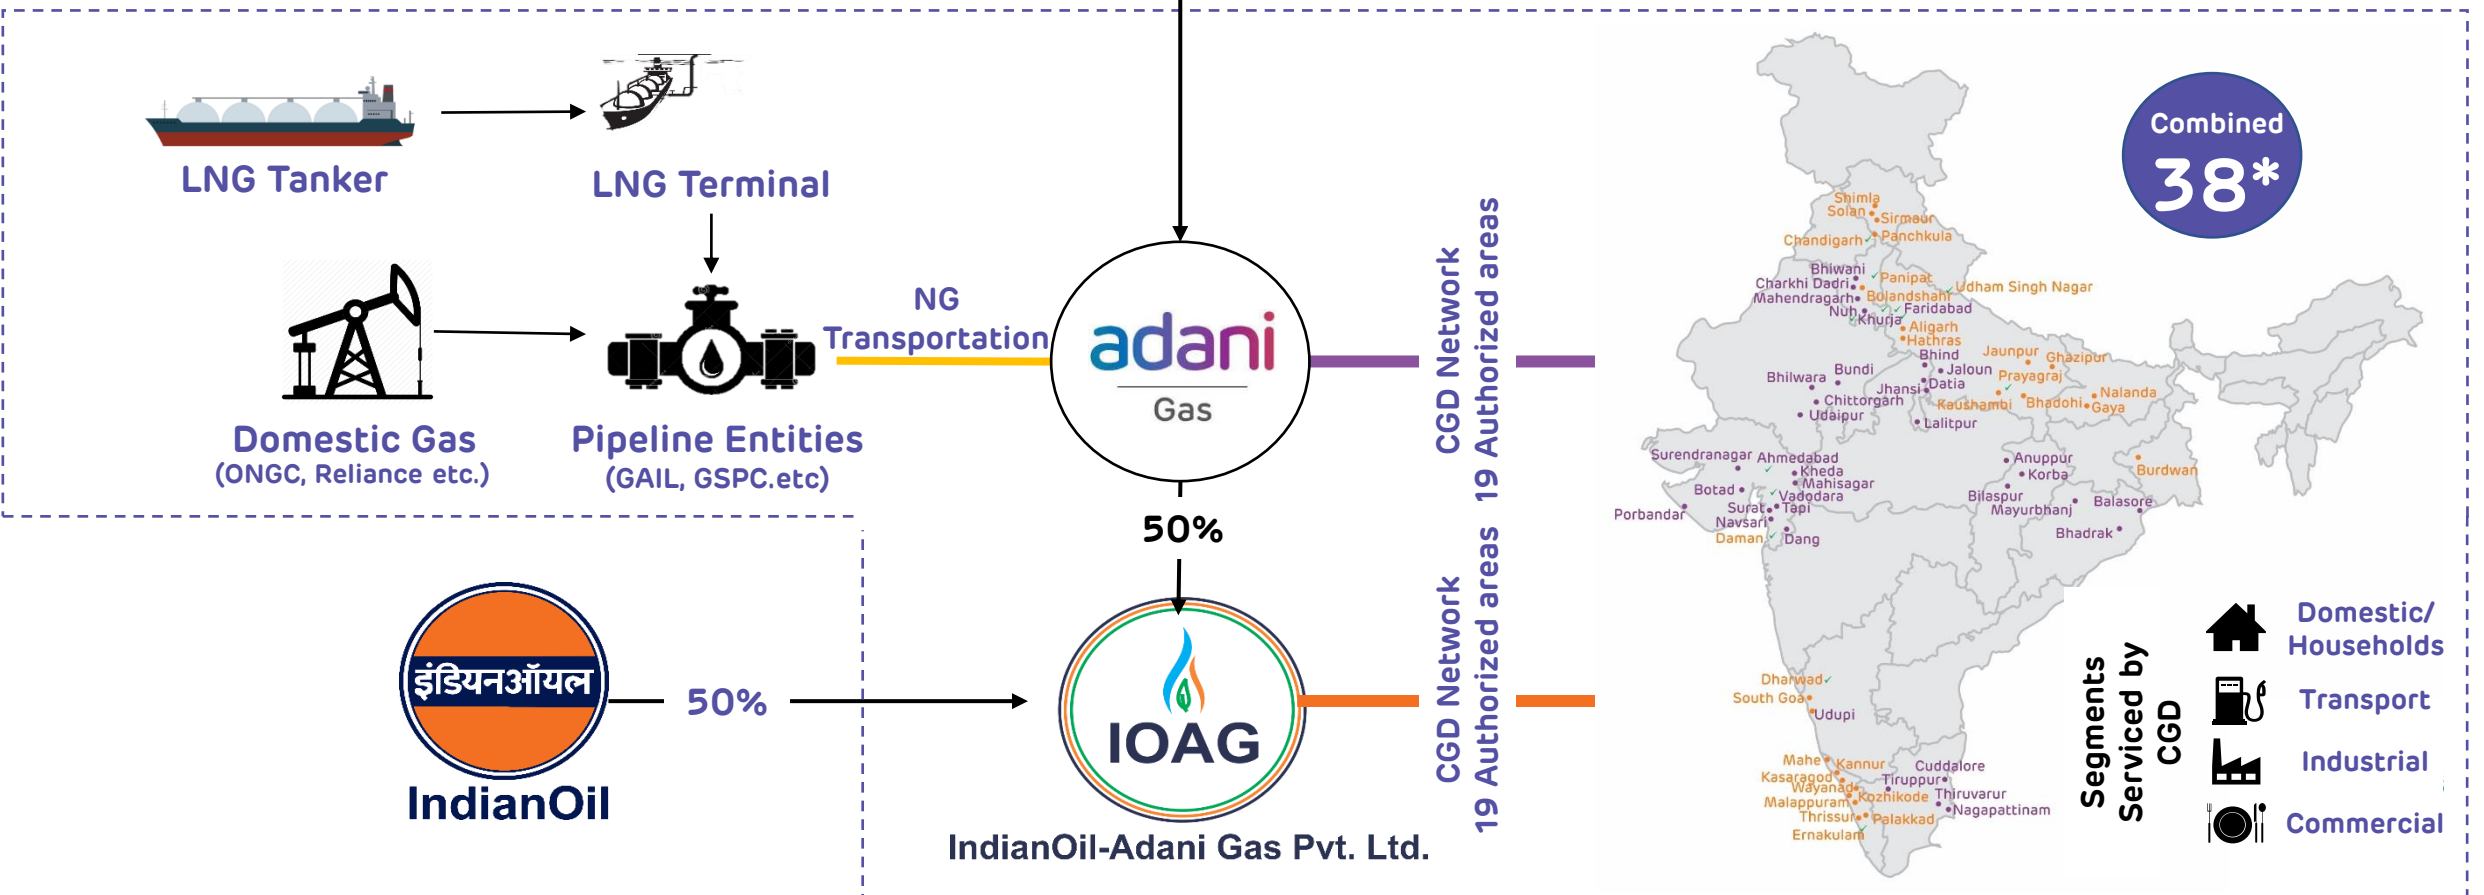 LNG Tanker
LNG Terminal
Domestic Gas
(ONGC, Reliance etc.)
Pipeline Entities
(GAIL, GSPC.etc)
NG
Transportation
adani
Gas
50%
इंडियनऑयल
IndianOil
50%
IOAG
IndianOil-Adani Gas Pvt. Ltd.
CGD Network
19 Authorized areas
CGD Network
19 Authorized areas
Combined
38*
Shimla
Solan
Sirmaur
Chandigarh
Panchkula
Bhiwani
Panipat
Charkhi Dadri
Udham Singh Nagar
Mahendragarh
Bulandshahr
Nuh
Faridabad
Khurja
Aligarh
Hathras
Bhind
Jaunpur
Ghazipur
Bhilwara
Bundi
Jaloun
Prayagraj
Jhansi
Datia
Nalanda
Chittorgarh
Kaushambi
Bhadohi
Gaya
Udaipur
Lalitpur
Surendranagar
Ahmedabad
Anuppur
Kheda
Burdwan
Korba
Mahisagar
Botad
Vadodara
Bilaspur
Balasore
Porbandar
Surat
Tapi
Mayurbhanj
Navsari
Bhadrak
Daman
Dang
Dharwad
South Goa
Udupi
Mahe
Kannur
Cuddalore
Kasaragod
Tiruppur
Wayanad
Thiruvarur
Malappuram
Kozhikode
Nagapattinam
Thrissur
Palakkad
Ernakulam
Segments
Serviced by
CGD
Domestic/
Households
Transport
Industrial
Commercial